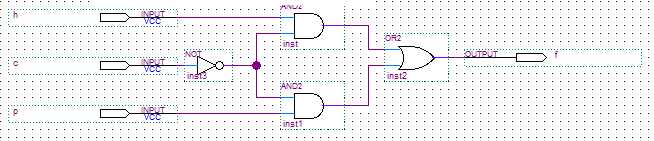 h INPUT
VCC
AND2
inst
OR2
inst2
OUTPUT f
c INPUT
VCC
NOT
inst3
AND2
inst1
p INPUT
VCC